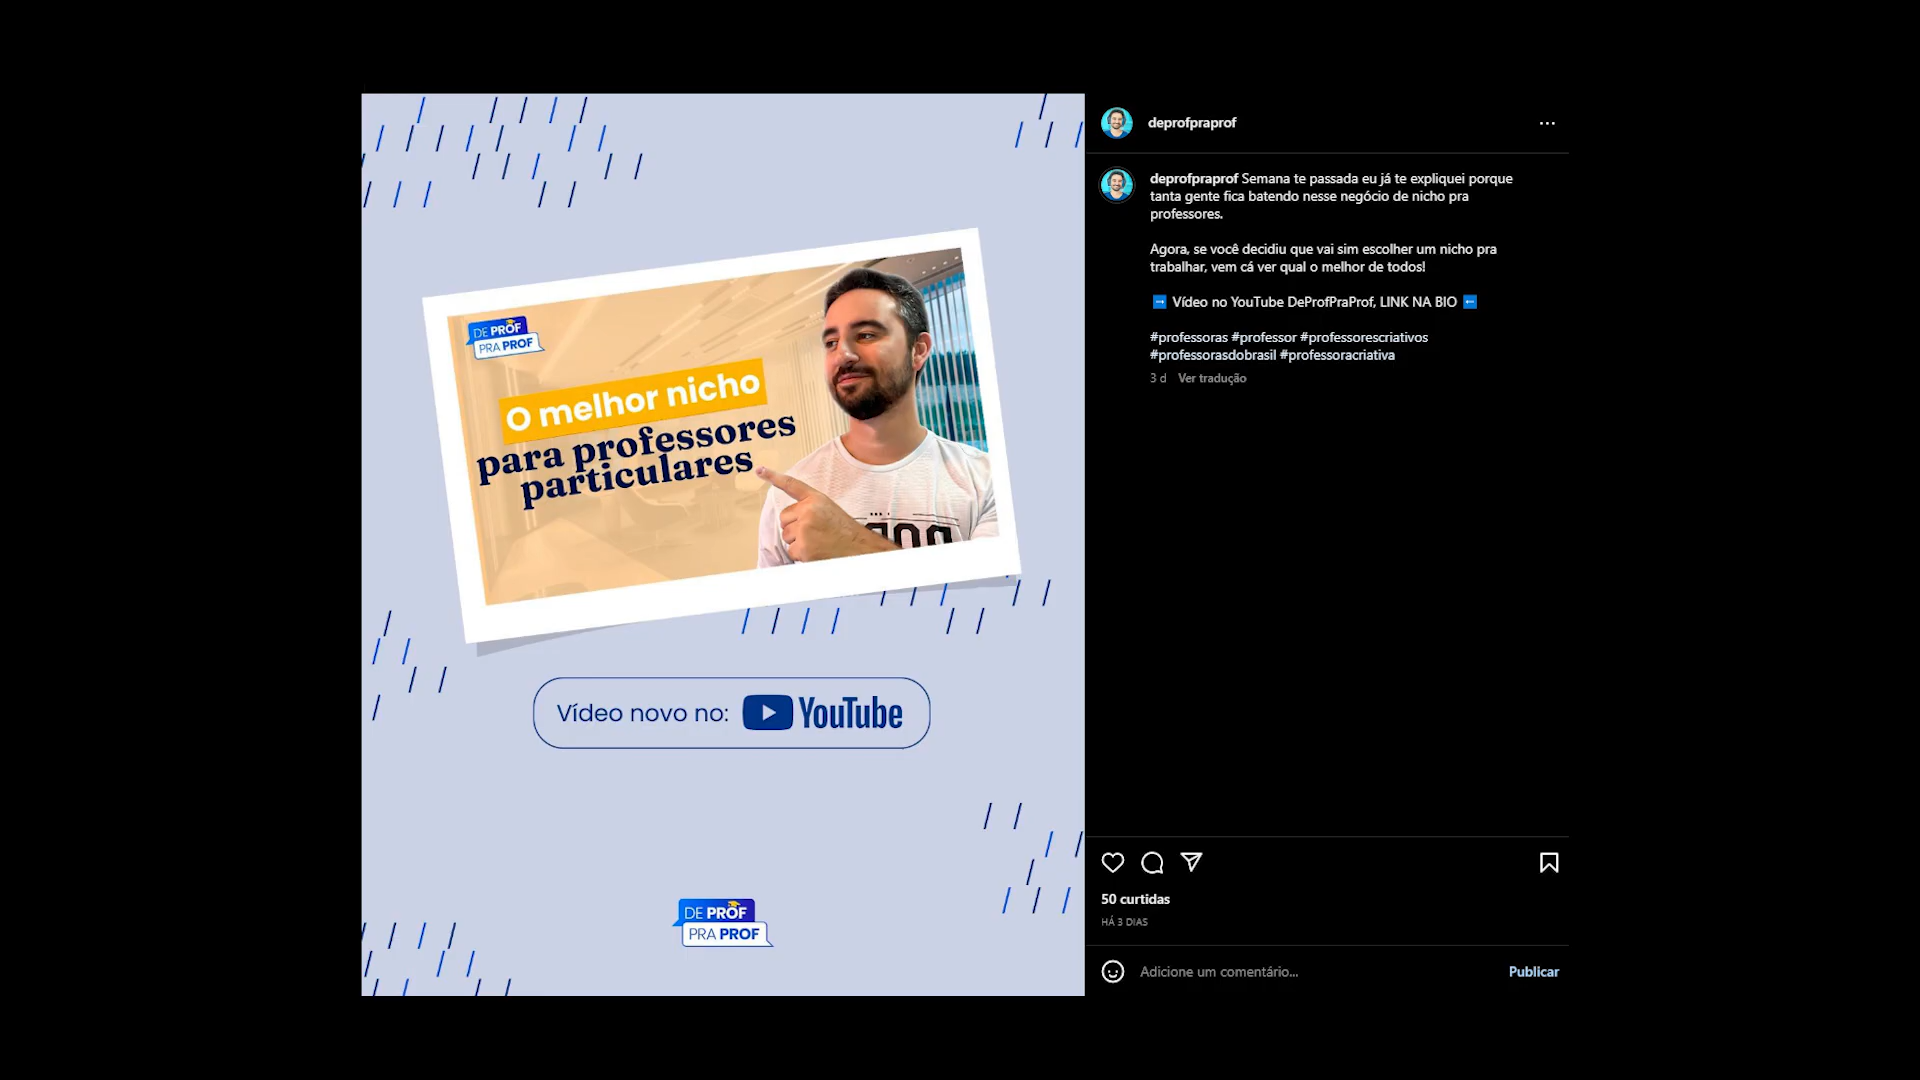 DE PROF
PRA PROF
O melhor nicho
para professores
particulares
Vídeo novo no: YouTube
DE PROF
PRA PROF
deprofpraprof
deprofpraprof Semana te passada eu já te expliquei porque
tanta gente fica batendo nesse negócio de nicho pra
professores.
Agora, se você decidiu que vai sim escolher um nicho pra
trabalhar, vem cá ver qual o melhor de todos!
➡️ Vídeo no YouTube DeProfPraProf, LINK NA BIO ⬅️
#professoras #professor #professorescriativos
#professorasdobrasil #professoracriativa
3 d Ver tradução
50 curtidas
HÁ 3 DIAS
Adicione um comentário...
Publicar